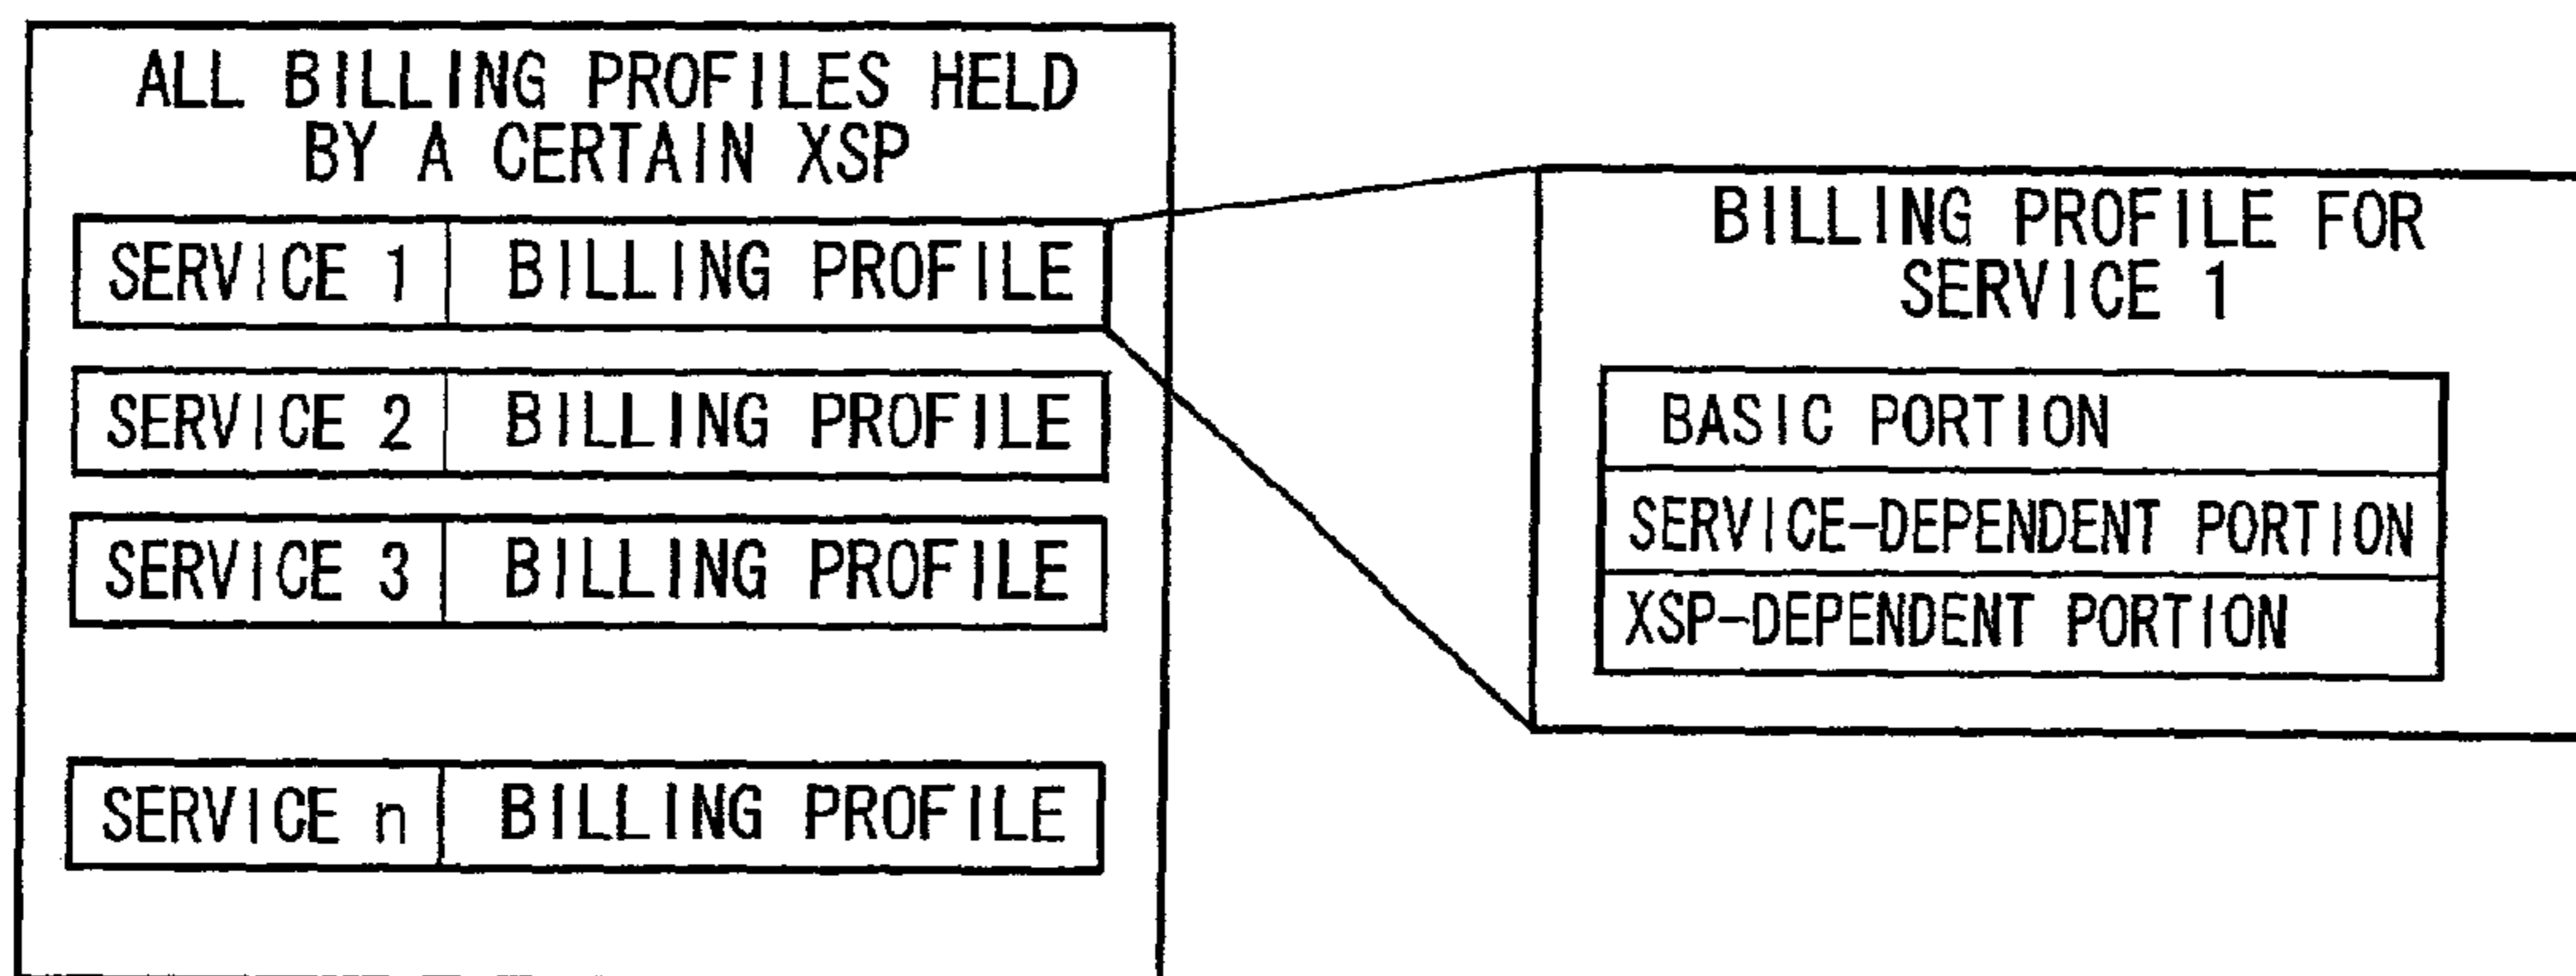 ALL BILLING PROFILES HELD
BY A CERTAIN XSP
SERVICE 1 BILLING PROFILE
SERVICE 2 BILLING PROFILE
SERVICE 3 BILLING PROFILE
SERVICE n BILLING PROFILE
BILLING PROFILE FOR
SERVICE 1
BASIC PORTION
SERVICE-DEPENDENT PORTION
XSP-DEPENDENT PORTION